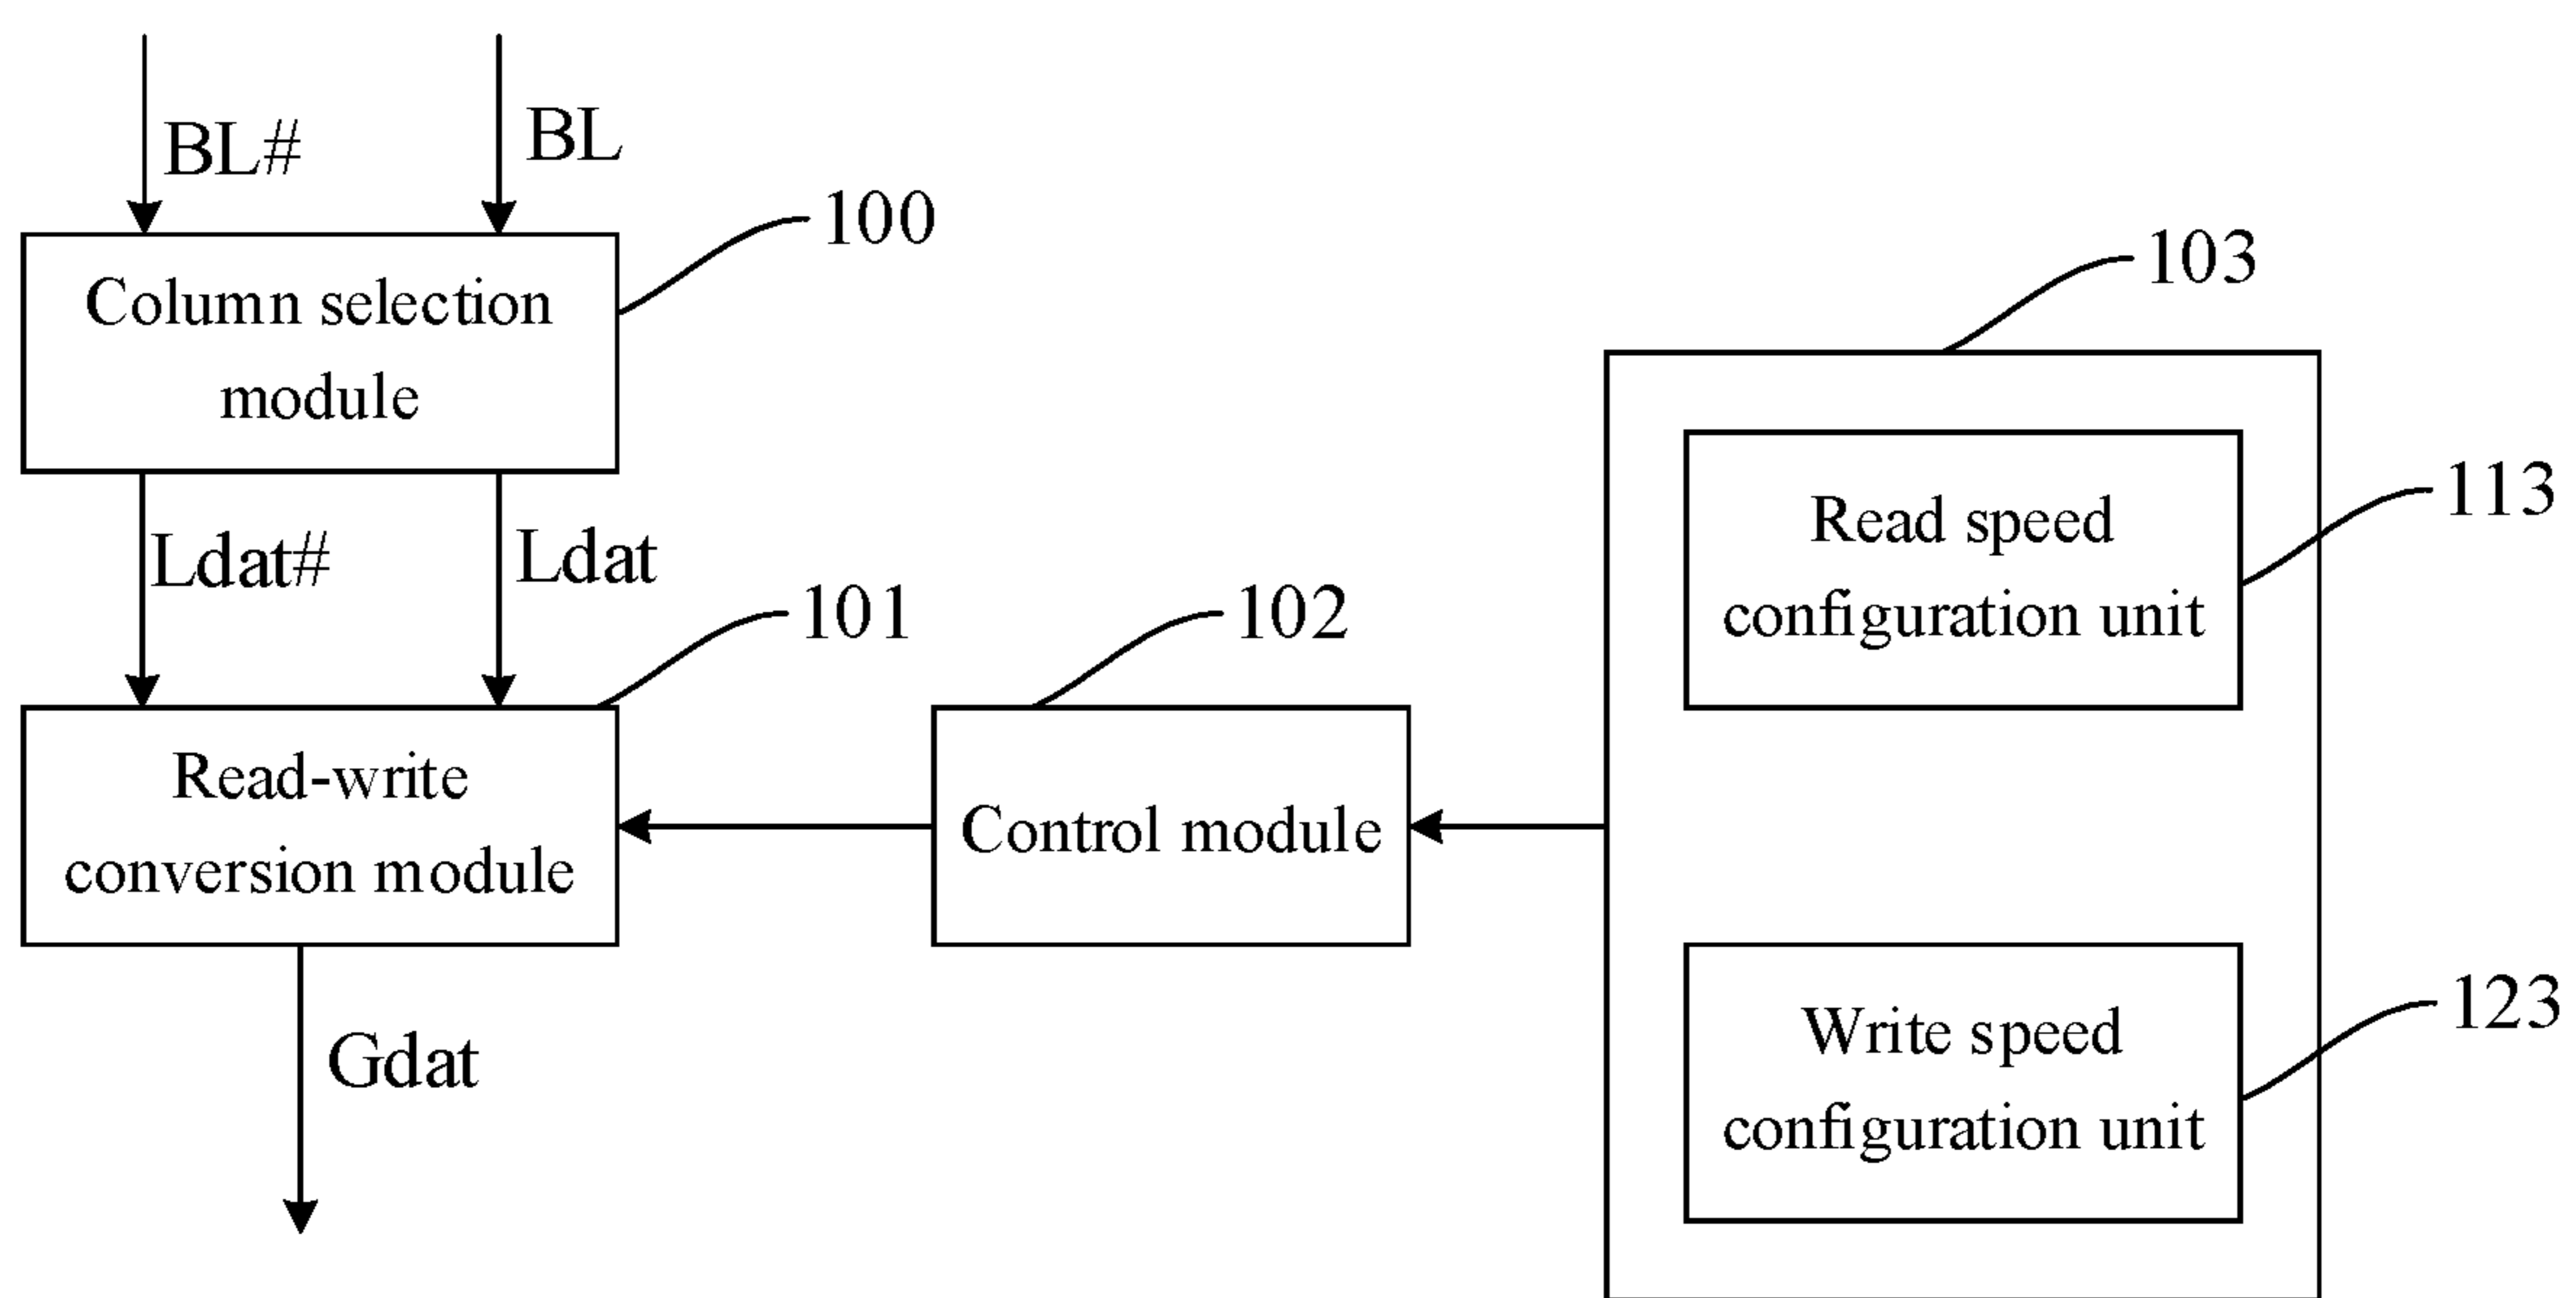 BL#
BL
100
Column selection
module
103
Read speed
configuration unit
113
Ldat#
Ldat
101
102
Read-write
conversion module
Control module
Write speed
configuration unit
123
Gdat